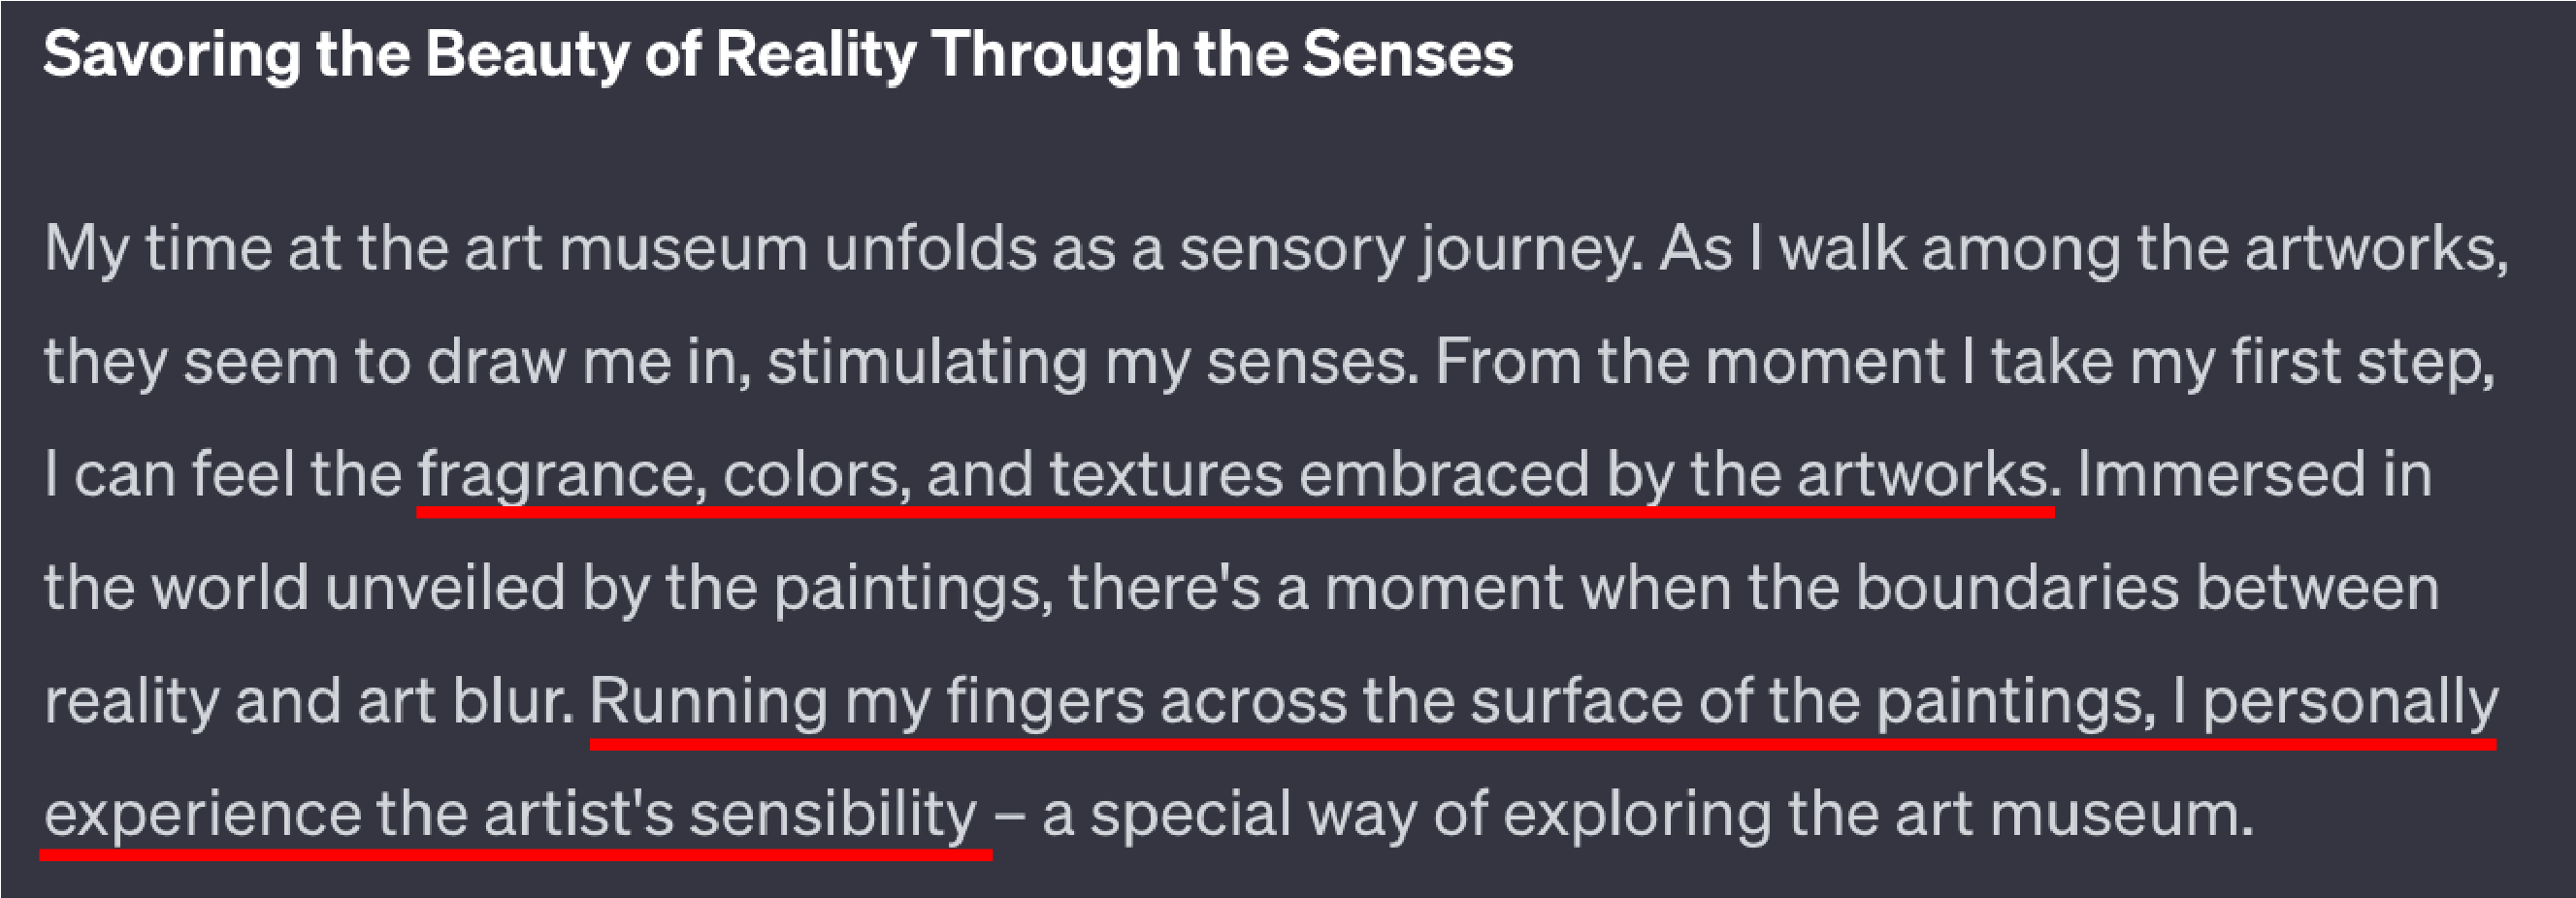 Savoring the Beauty of Reality Through the Senses
My time at the art museum unfolds as a sensory journey. As I walk among the artworks,
they seem to draw me in, stimulating my senses. From the moment I take my first step,
I can feel the fragrance, colors, and textures embraced by the artworks. Immersed in
the world unveiled by the paintings, there's a moment when the boundaries between
reality and art blur. Running my fingers across the surface of the paintings, I personally
experience the artist's sensibility – a special way of exploring the art museum.